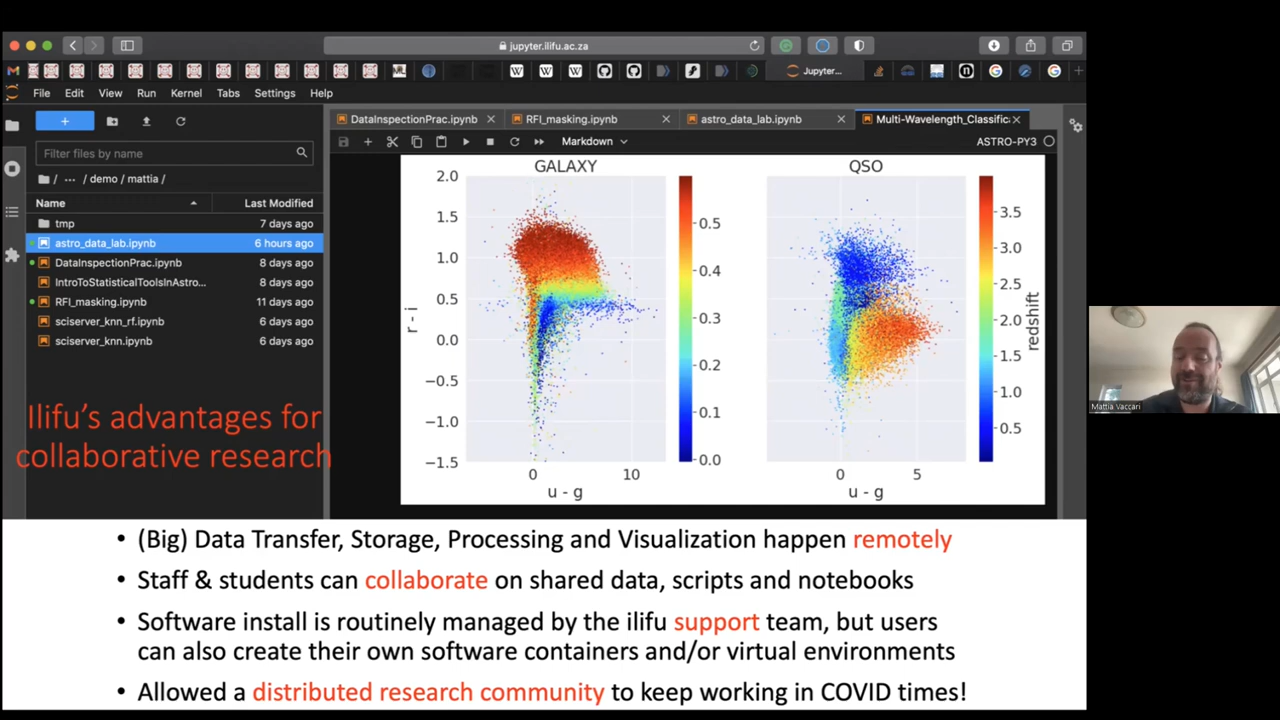 jupyter.ilifu.ac.za
Jupyter...
File Edit View Run Kernel Tabs Settings Help
DataInspectionPrac.ipynb
RFI_masking.ipynb
astro_data_lab.ipynb
Multi-Wavelength_Classific
Filter files by name
Markdown
ASTRO-PY3
/ ... / demo / mattia /
Name Last Modified
tmp 7 days ago
astro_data_lab.ipynb 6 hours ago
DataInspectionPrac.ipynb 8 days ago
IntroToStatisticalToolsInAstro... 8 days ago
RFI_masking.ipynb 11 days ago
sciserver_knn_rf.ipynb 6 days ago
sciserver_knn.ipynb 6 days ago
Ilifu's advantages for
collaborative research
GALAXY
2.0
1.5
1.0
0.5
0.0
−0.5
−1.0
−1.5
r - i
0 10
u - g
0.5
0.4
0.3
0.2
0.1
0.0
QSO
0 5
u - g
3.5
3.0
2.5
2.0
1.5
1.0
0.5
redshift
Mattia Vaccari
• (Big) Data Transfer, Storage, Processing and Visualization happen remotely
• Staff & students can collaborate on shared data, scripts and notebooks
• Software install is routinely managed by the ilifu support team, but users
can also create their own software containers and/or virtual environments
• Allowed a distributed research community to keep working in COVID times!